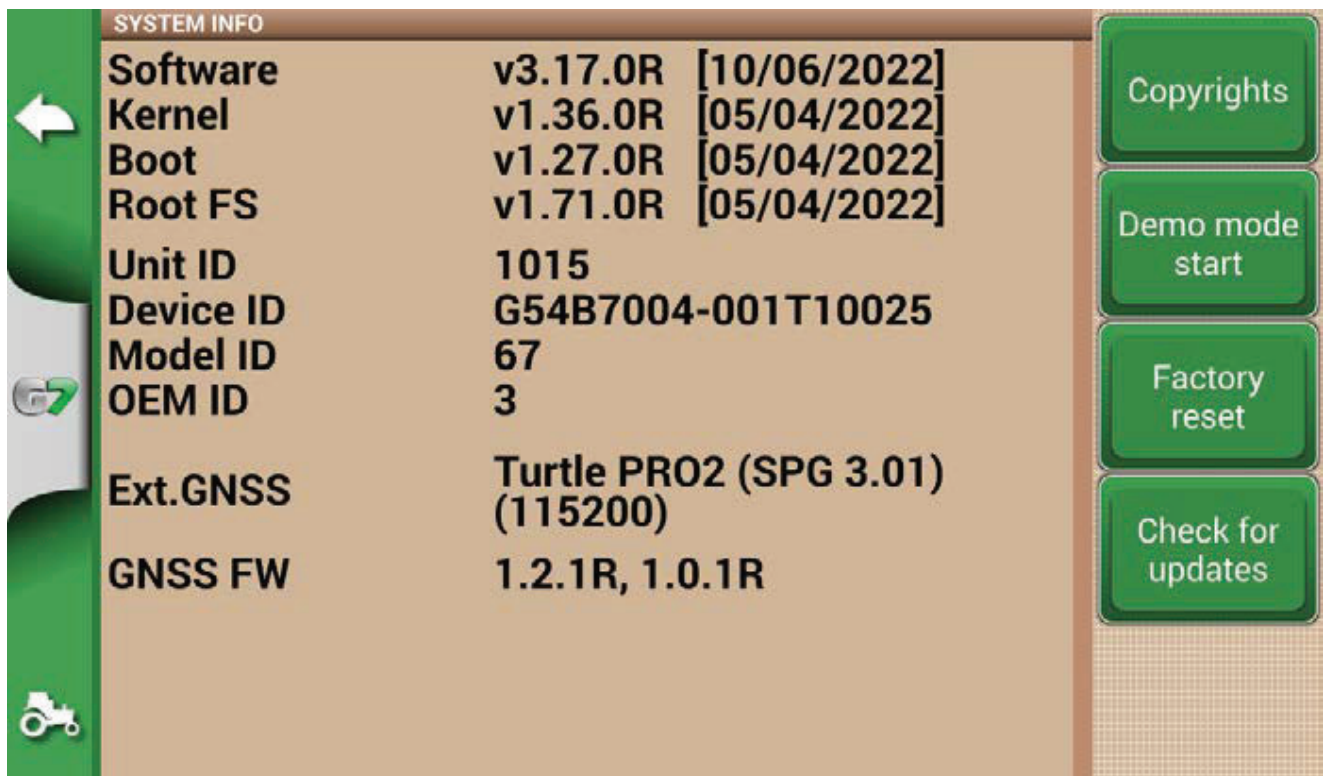 SYSTEM INFO
Software v3.17.0R [10/06/2022]
Kernel v1.36.0R [05/04/2022]
Boot v1.27.0R [05/04/2022]
Root FS v1.71.0R [05/04/2022]
Unit ID 1015
Device ID G54B7004-001T10025
Model ID 67
OEM ID 3
Ext.GNSS Turtle PRO2 (SPG 3.01)
(115200)
GNSS FW 1.2.1R, 1.0.1R
G7
Copyrights
Demo mode
start
Factory
reset
Check for
updates